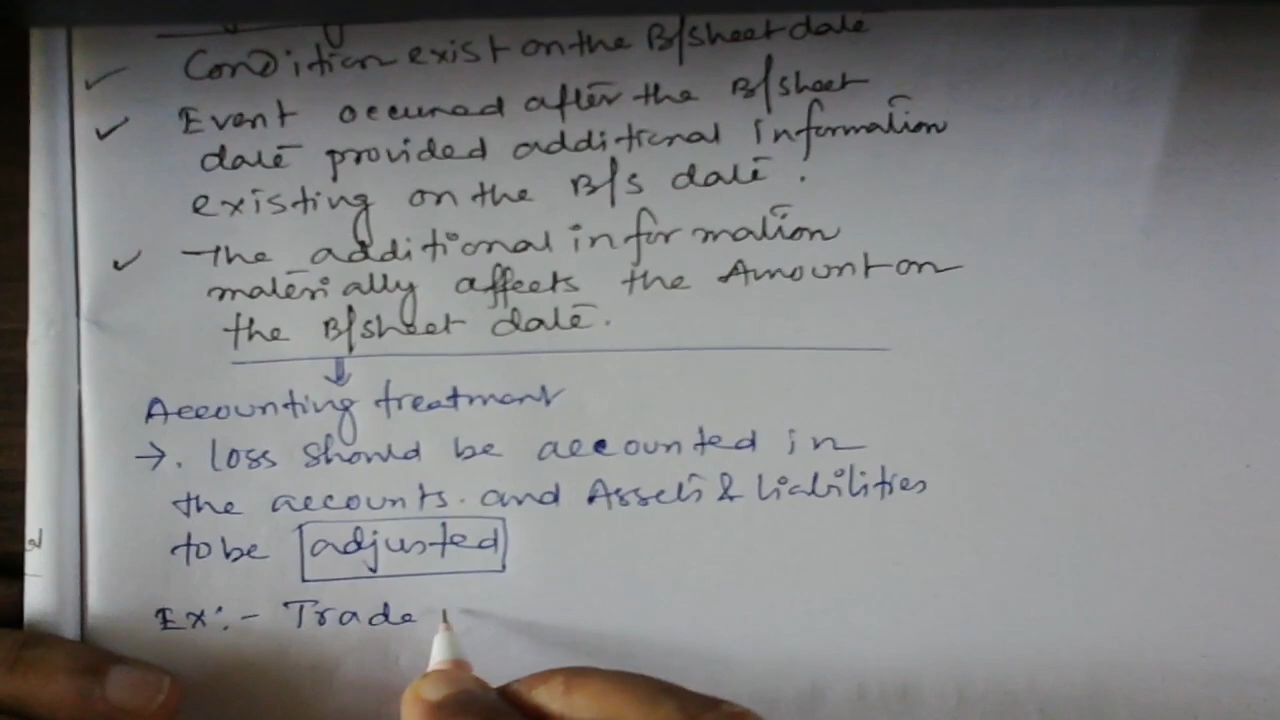 ✓ Condition exist on the B/sheet date
✓ Event occurred after the B/sheet
date provided additional information
existing on the B/s date.
✓ The additional information
materially affects the Amount on
the B/sheet date.
Accounting treatment
→. Loss should be accounted in
the accounts. and Assets & Liabilities
to be adjusted
Ex:- Trade